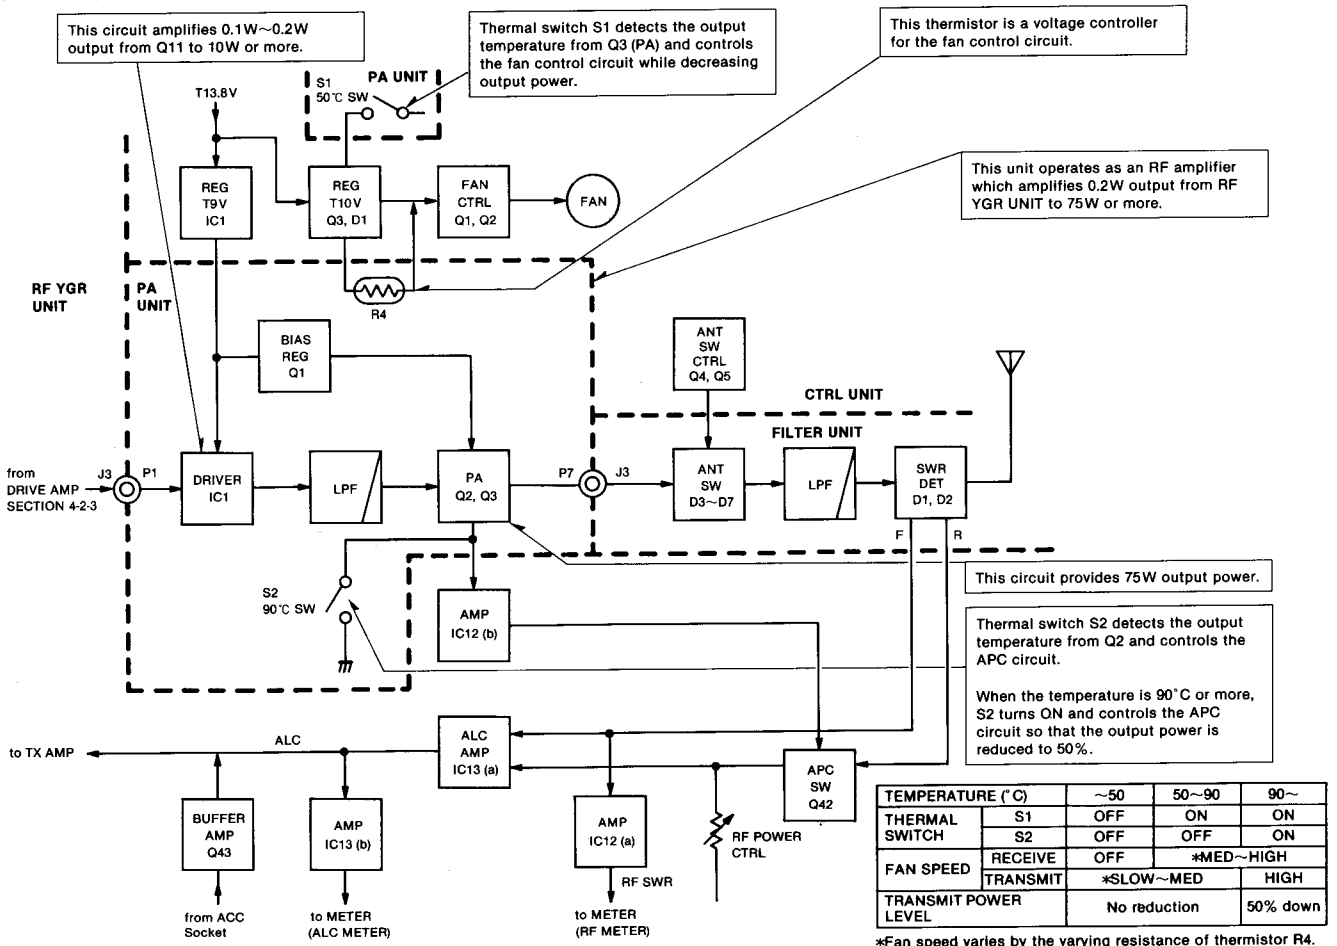 This circuit amplifies 0.1W~0.2W
output from Q11 to 10W or more.
Thermal switch S1 detects the output
temperature from Q3 (PA) and controls
the fan control circuit while decreasing
output power.
This thermistor is a voltage controller
for the fan control circuit.
This unit operates as an RF amplifier
which amplifies 0.2W output from RF
YGR UNIT to 75W or more.
S1
50°C SW
PA UNIT
T13.8V
REG
T9V
IC1
REG
T10V
Q3, D1
FAN
CTRL
Q1, Q2
FAN
RF YGR
UNIT
PA
UNIT
R4
BIAS
REG
Q1
ANT
SW
CTRL
Q4, Q5
CTRL UNIT
FILTER UNIT
from
DRIVE AMP
SECTION 4-2-3
J3
P1
DRIVER
IC1
LPF
PA
Q2, Q3
P7
J3
ANT
SW
D3~D7
LPF
SWR
DET
D1, D2
F
R
S2
90°C SW
AMP
IC12 (b)
This circuit provides 75W output power.
Thermal switch S2 detects the output
temperature from Q2 and controls the
APC circuit.
When the temperature is 90°C or more,
S2 turns ON and controls the APC
circuit so that the output power is
reduced to 50%.
to TX AMP
ALC
ALC
AMP
IC13 (a)
APC
SW
Q42
BUFFER
AMP
Q43
AMP
IC13 (b)
AMP
IC12 (a)
RF POWER
CTRL
RF SWR
from ACC
Socket
to METER
(ALC METER)
to METER
(RF METER)
TEMPERATURE (°C) ~50 50~90 90~
THERMAL
SWITCH
S1 OFF ON ON
S2 OFF OFF ON
FAN SPEED
RECEIVE OFF *MED~HIGH
TRANSMIT *SLOW~MED HIGH
TRANSMIT POWER
LEVEL
No reduction 50% down
*Fan speed varies by the varying resistance of thermistor R4.